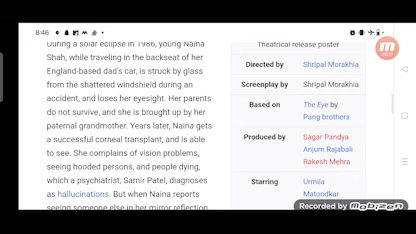 8:46
During a solar eclipse in 1986, young Naina
Shah, while traveling in the backseat of her
England-based dad's car, is struck by glass
from the shattered windshield during an
accident, and loses her eyesight. Her parents
do not survive, and she is brought up by her
paternal grandmother. Years later, Naina gets
a successful corneal transplant, and is able
to see. She complains of vision problems,
seeing hooded persons, and people dying,
which a psychiatrist, Samir Patel, diagnoses
as hallucinations. But when Naina reports
seeing someone else in her mirror reflection
Theatrical release poster
Directed by Shripal Morakhia
Screenplay by Shripal Morakhia
Based on The Eye by
Pang brothers
Produced by Sagar Pandya
Anjum Rajabali
Rakesh Mehra
Starring Urmila
Matondkar
Recorded by Mobizen